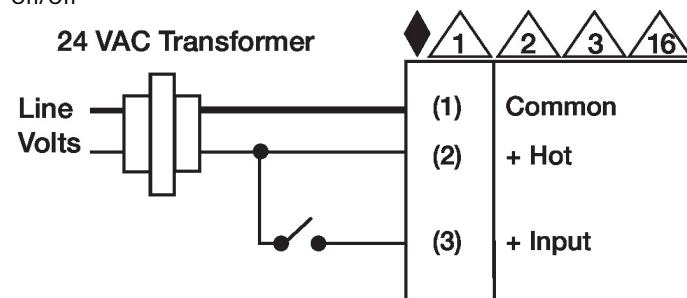 On/Off
24 VAC Transformer
1 2 3 16
Line
Volts
(1) Common
(2) + Hot
(3) + Input